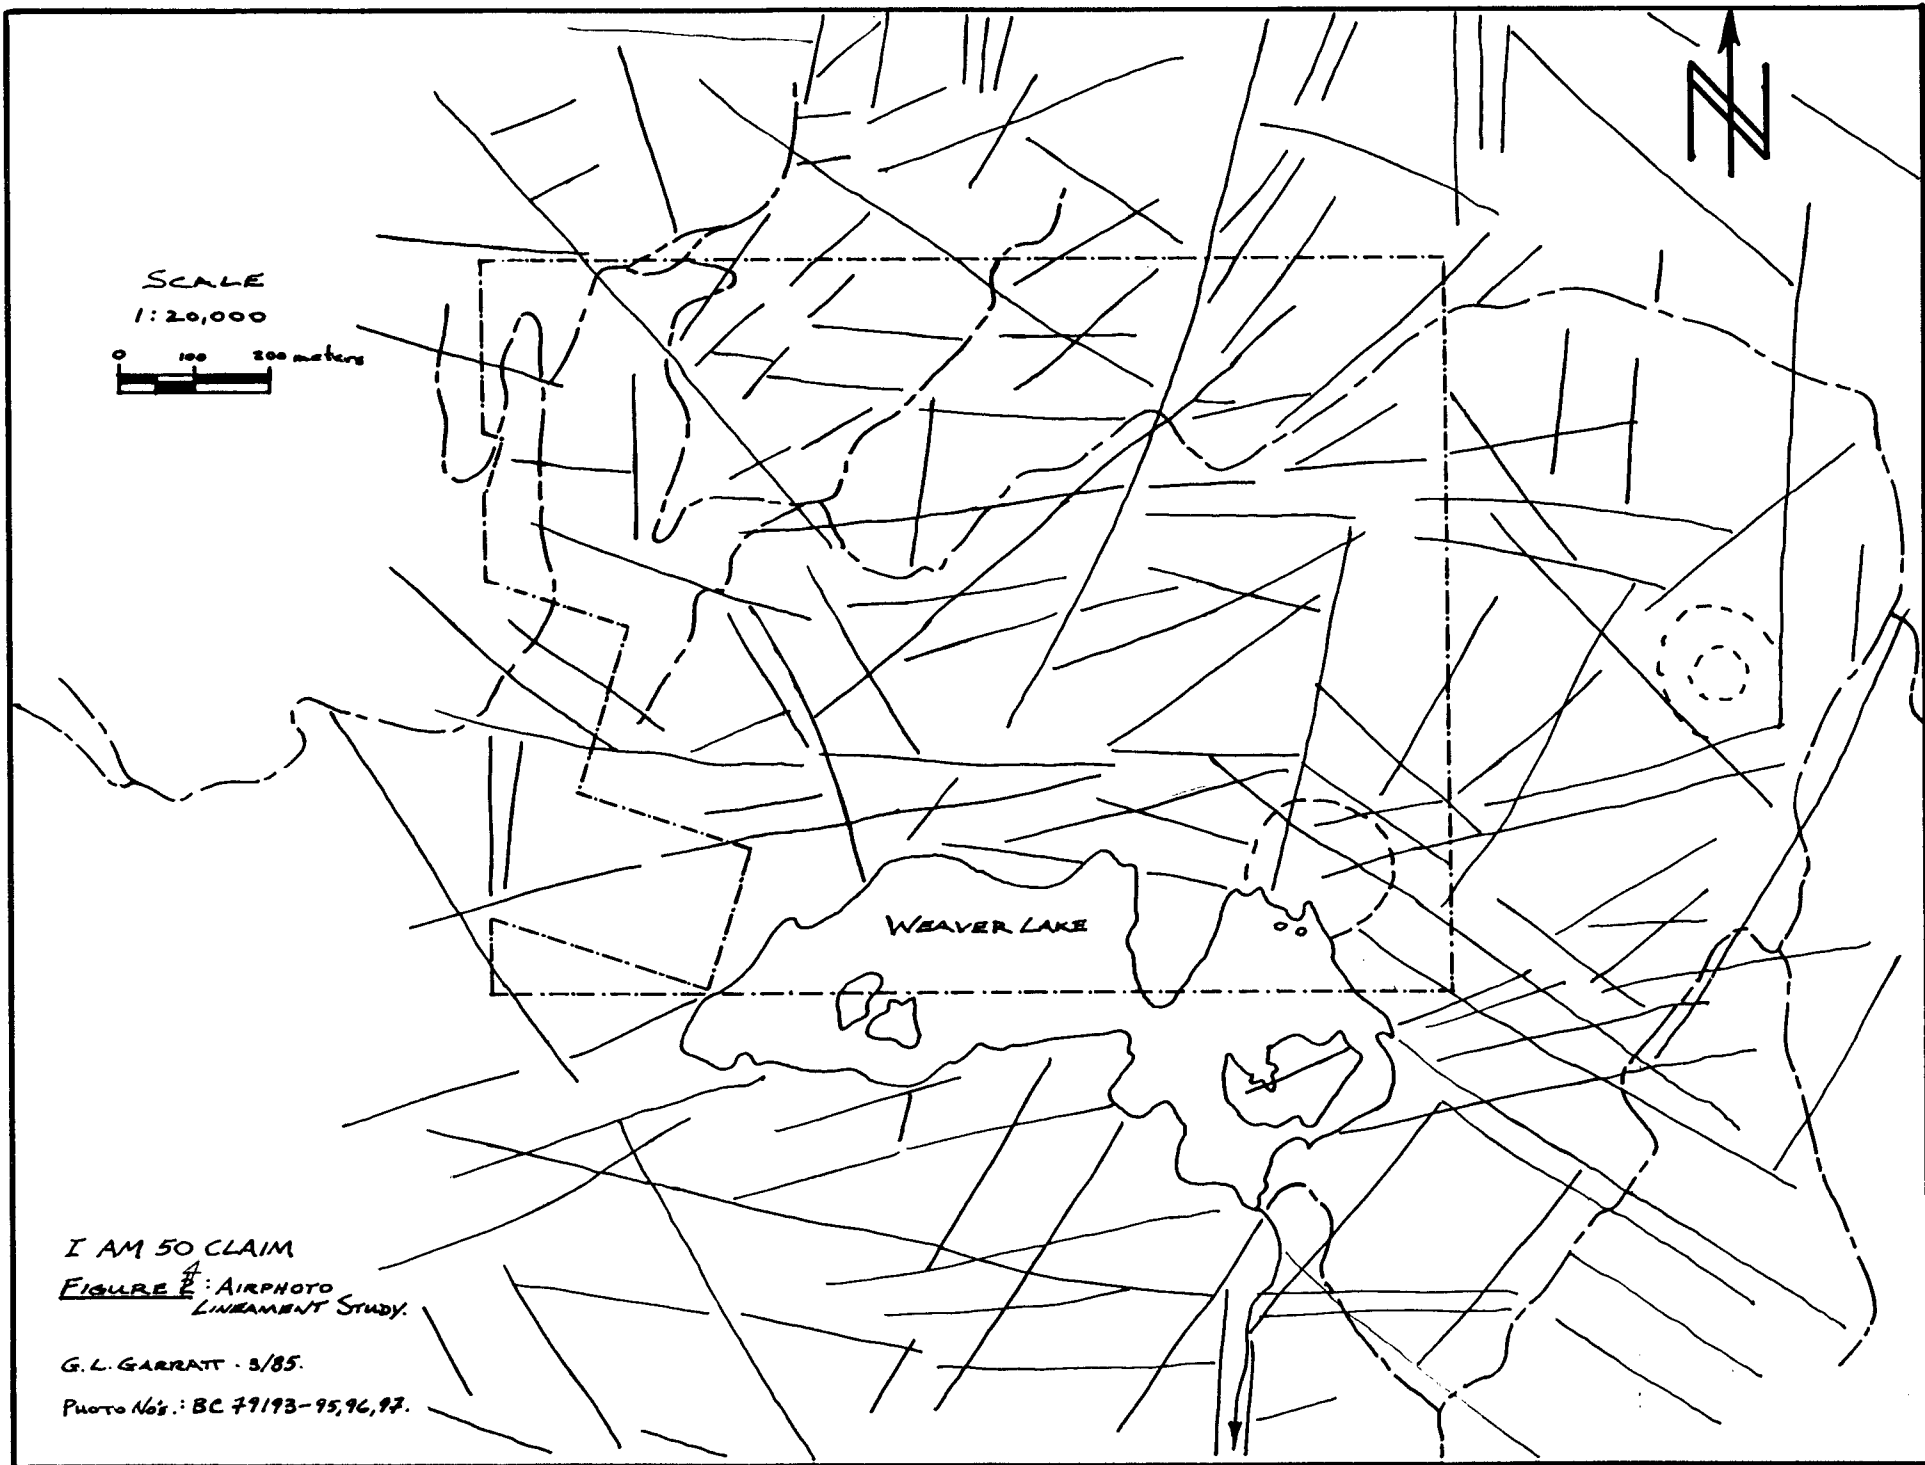 N
SCALE
1:20,000
0 100 200 meters
WEAVER LAKE
I AM 50 CLAIM
FIGURE 4: AIRPHOTO
LINEAMENT STUDY.
G.L. GARRATT - 3/85.
PHOTO No's.: BC 79193-95,96,97.